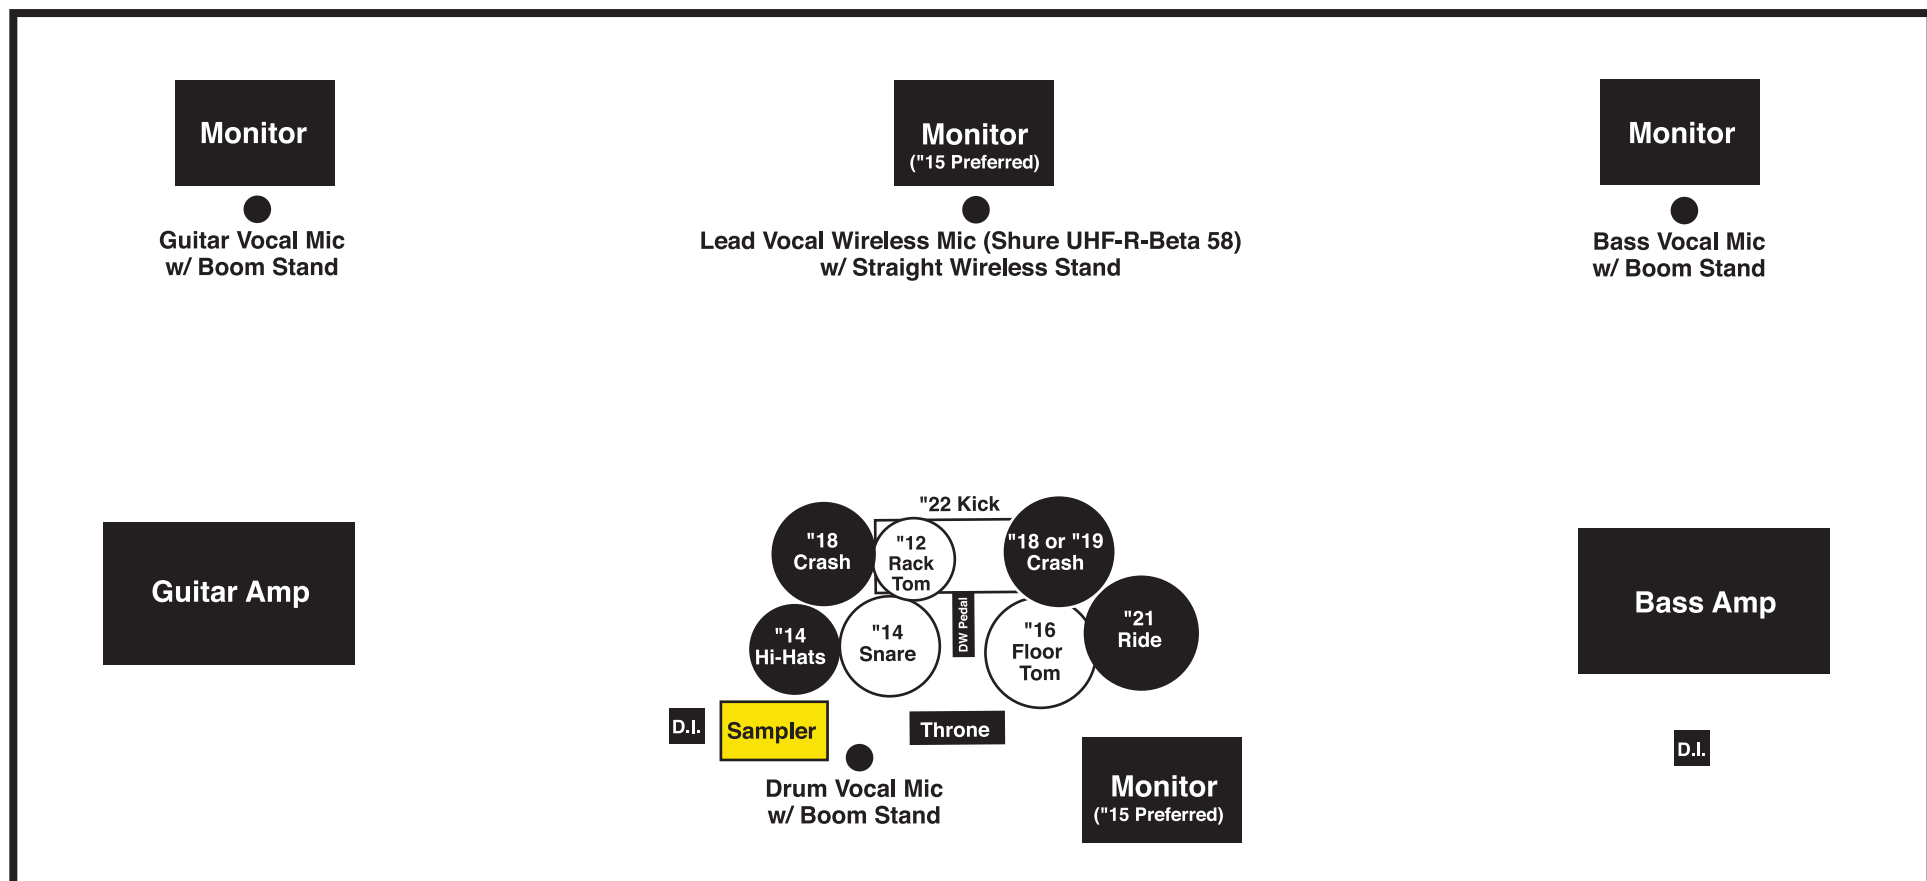 Monitor
Monitor
("15 Preferred)
Monitor
Guitar Vocal Mic
w/ Boom Stand
Lead Vocal Wireless Mic (Shure UHF-R-Beta 58)
w/ Straight Wireless Stand
Bass Vocal Mic
w/ Boom Stand
"22 Kick
"18
Crash
"12
Rack
Tom
"18 or "19
Crash
Guitar Amp
Bass Amp
"14
Hi-Hats
"14
Snare
DW Pedal
"16
Floor
Tom
"21
Ride
D.I.
Sampler
Throne
D.I.
Drum Vocal Mic
w/ Boom Stand
Monitor
("15 Preferred)